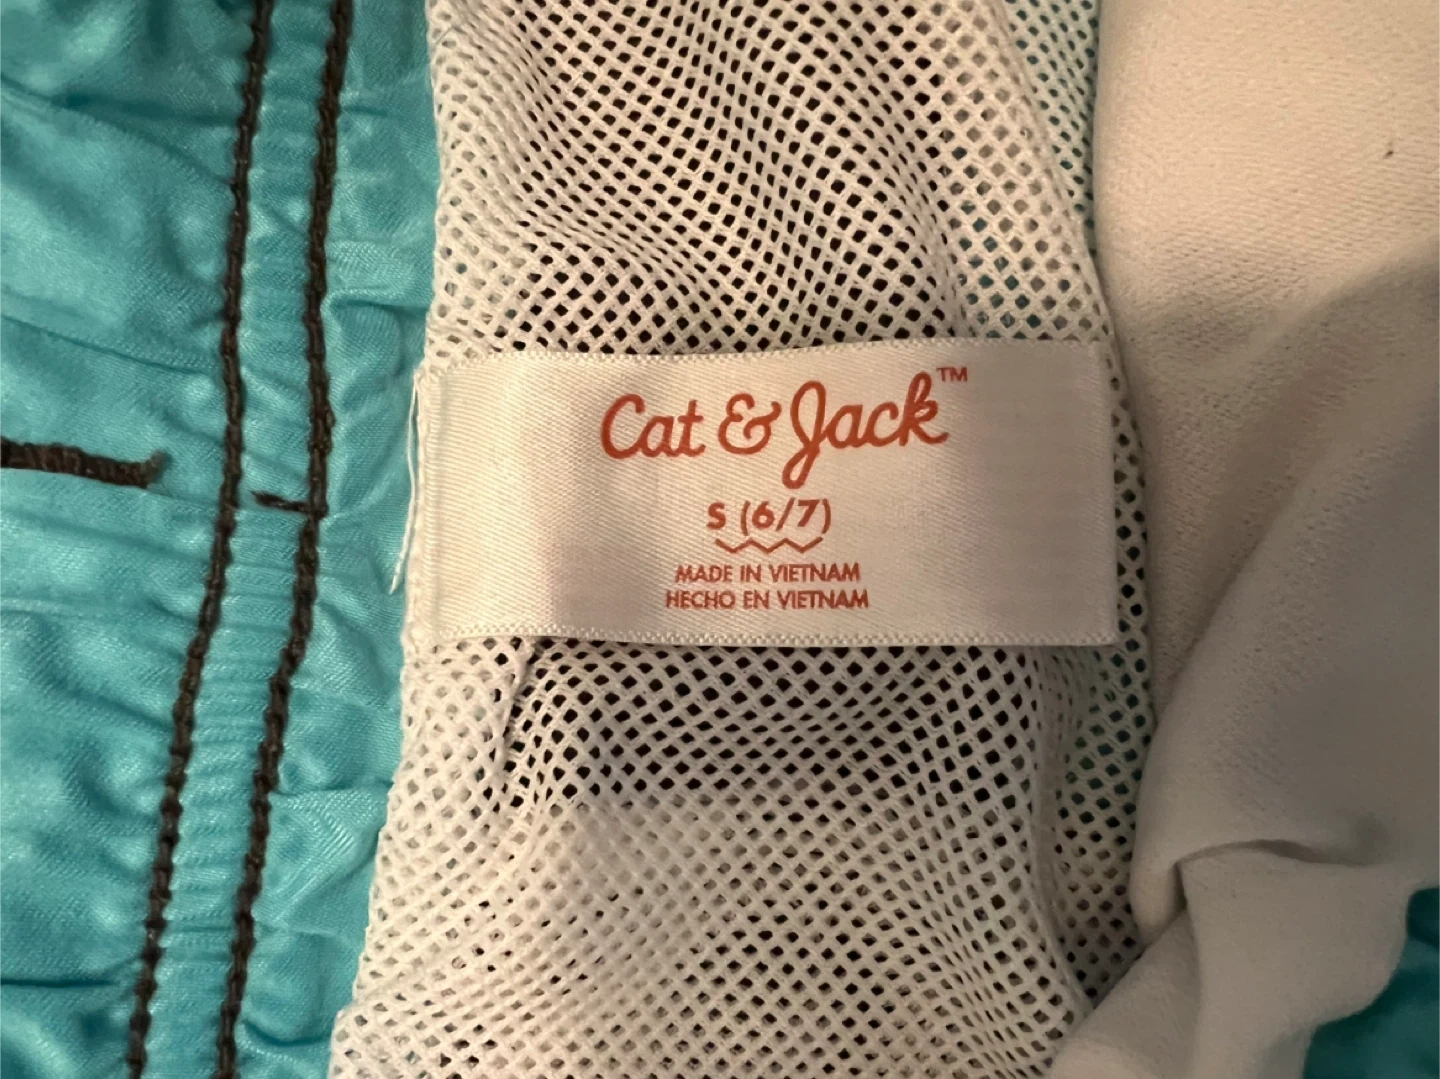 Cat & Jack™
S (6/7)
MADE IN VIETNAM
HECHO EN VIETNAM